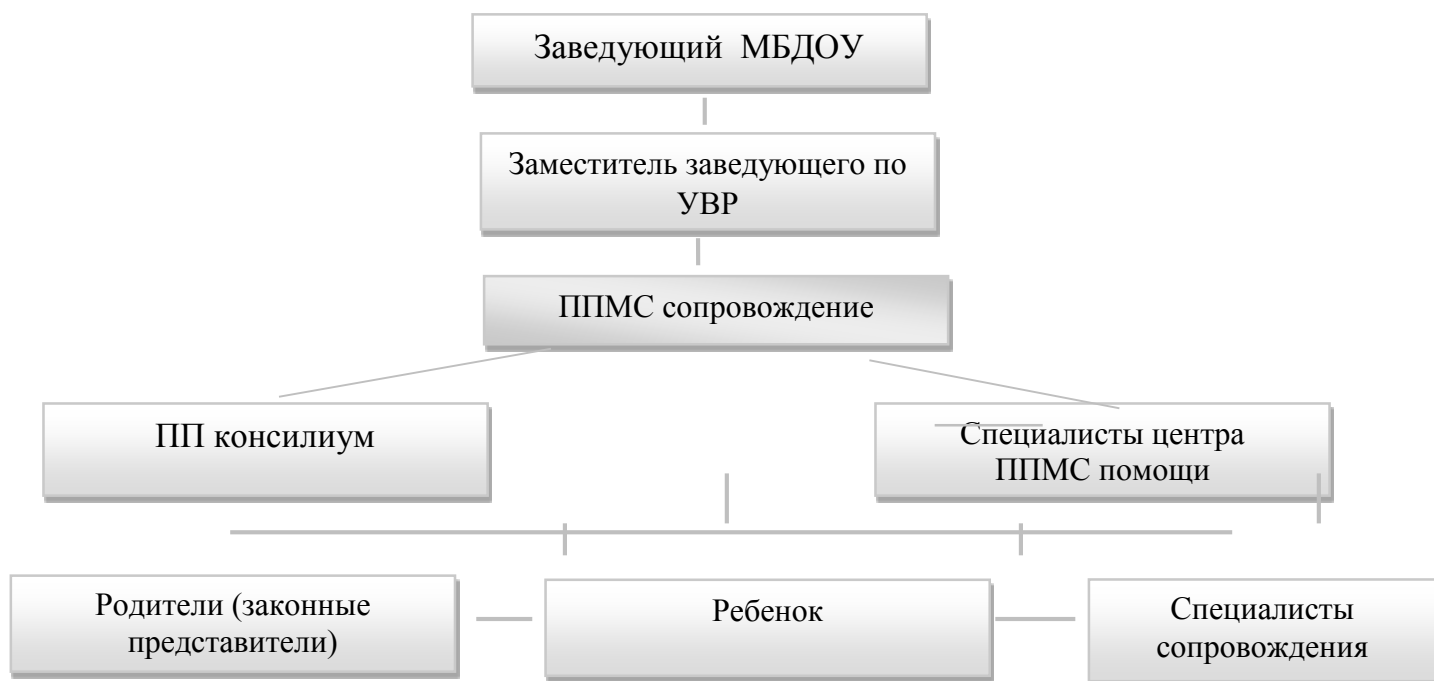 Заведующий МБДОУ
Заместитель заведующего по
УВР
ППМС сопровождение
ПП консилиум
Специалисты центра
ППМС помощи
Родители (законные
представители)
Ребенок
Специалисты
сопровождения